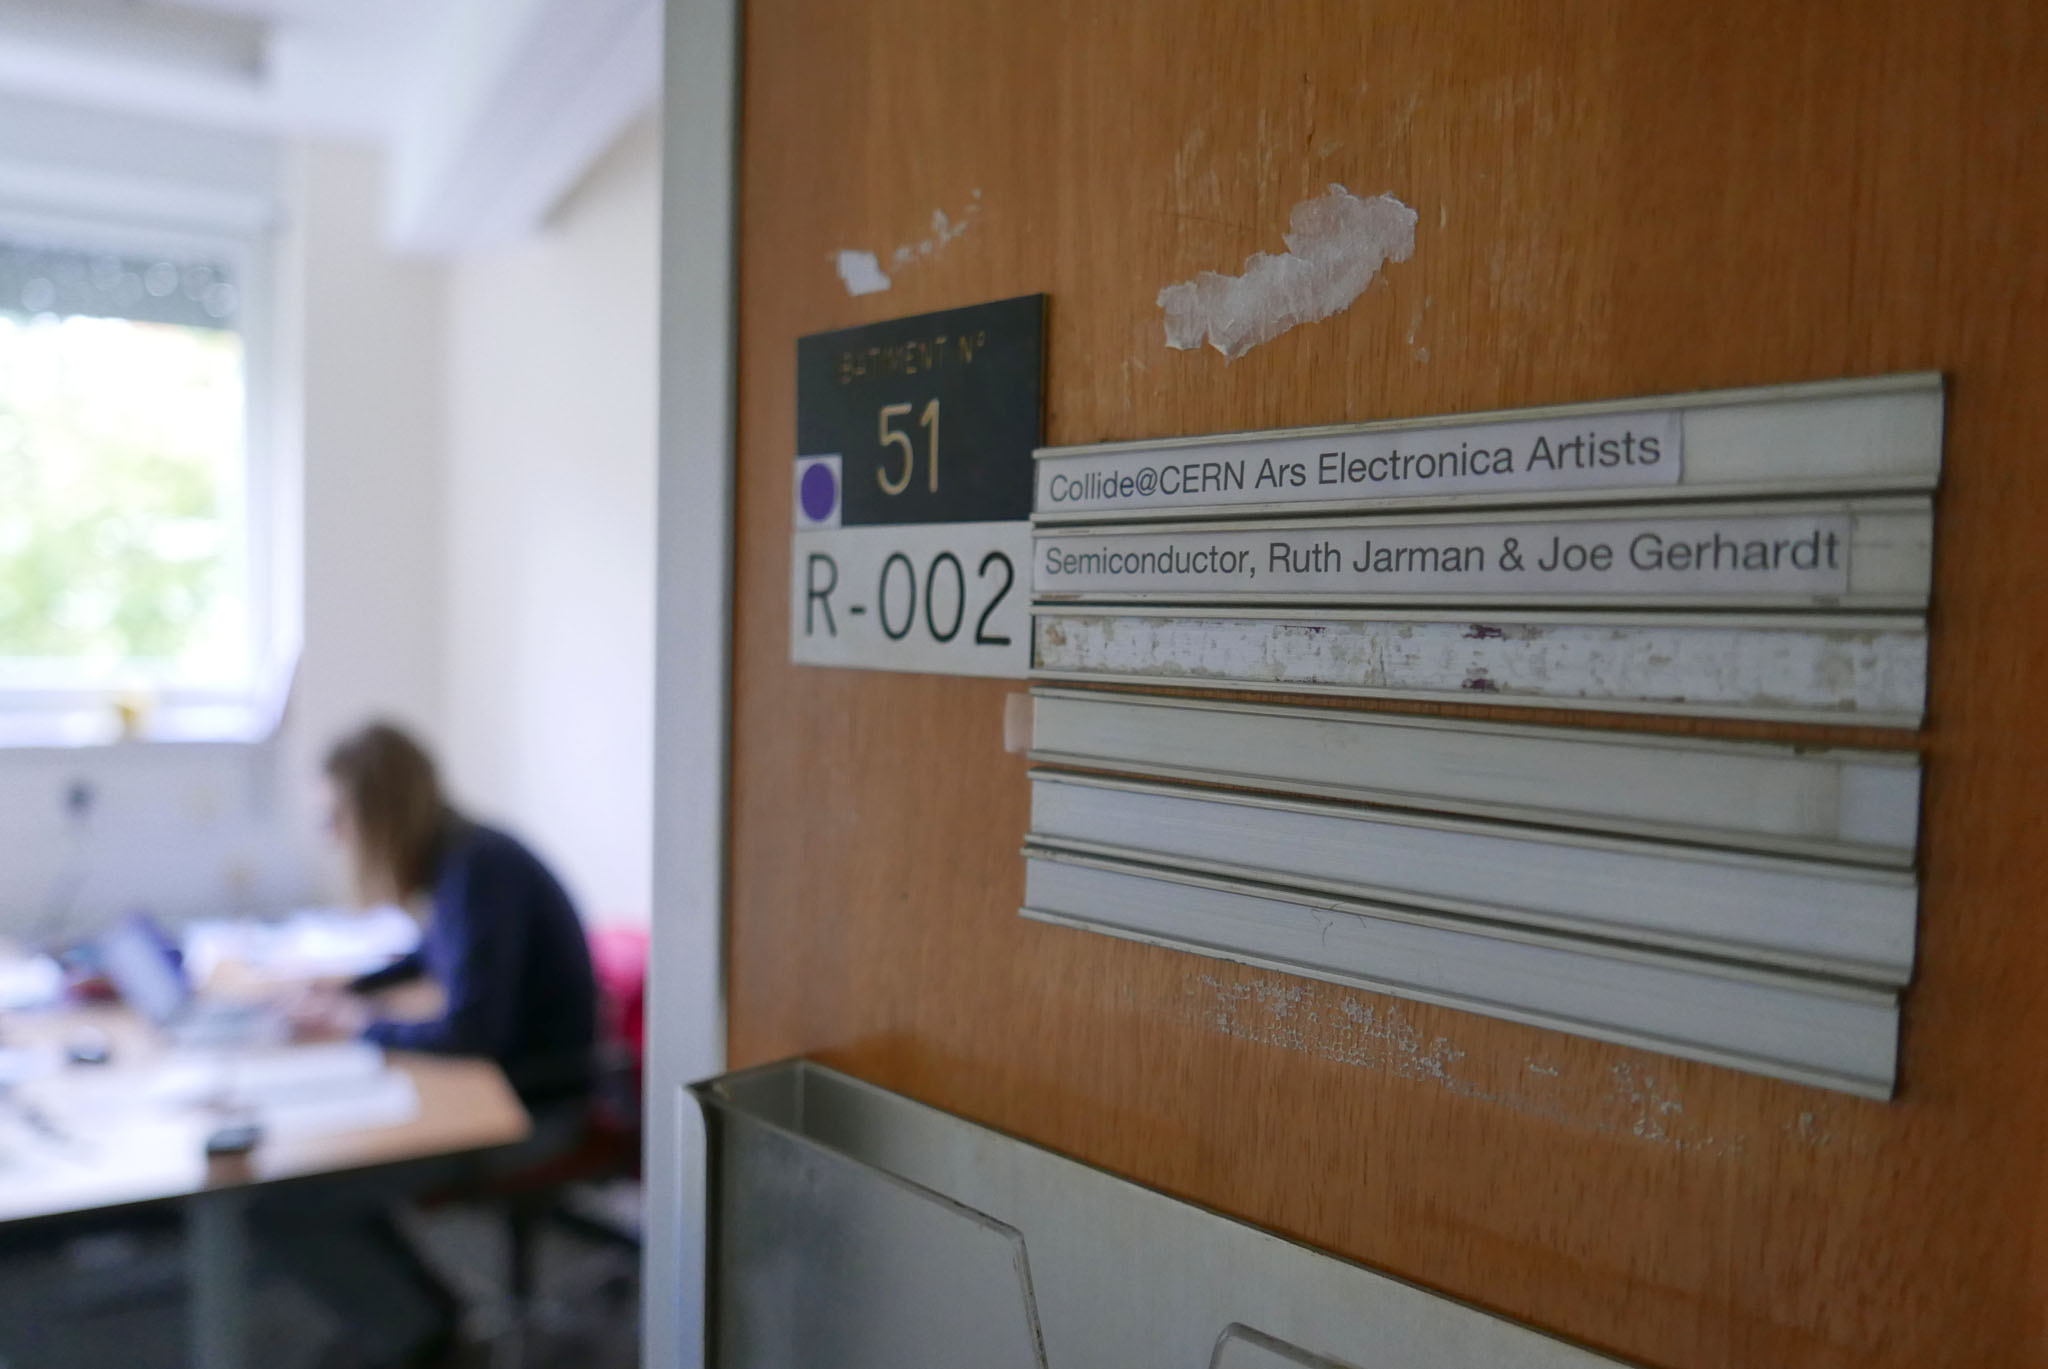 BATIMENT N°
51
R-002
Collide@CERN Ars Electronica Artists
Semiconductor, Ruth Jarman & Joe Gerhardt